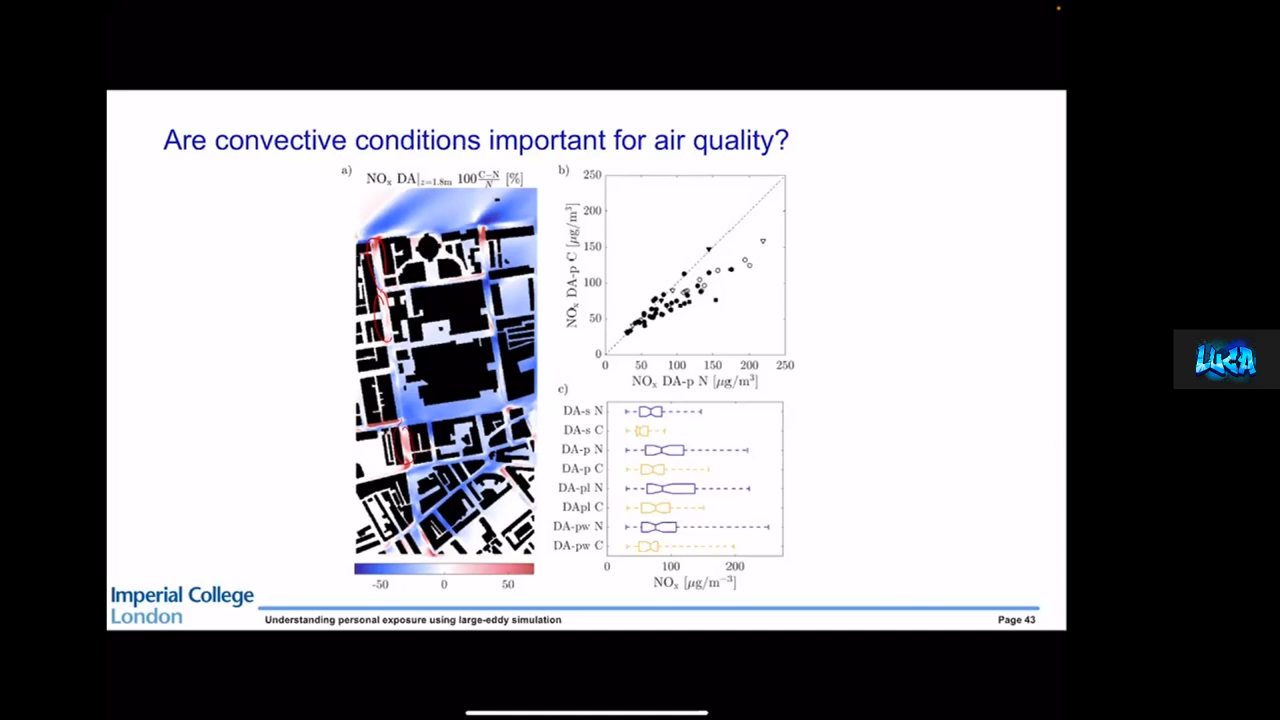 Are convective conditions important for air quality?
a)
NOx DA|z=1.8m 100 C−N/N [%]
-50 0 50
b)
250
200
150
100
50
0
NOx DA-p C [μg/m³]
0 50 100 150 200 250
NOx DA-p N [μg/m³]
c)
DA-s N
DA-s C
DA-p N
DA-p C
DA-pl N
DApl C
DA-pw N
DA-pw C
0 100 200
NOx [μg/m⁻³]
LUCA
Imperial College
London
Understanding personal exposure using large-eddy simulation
Page 43